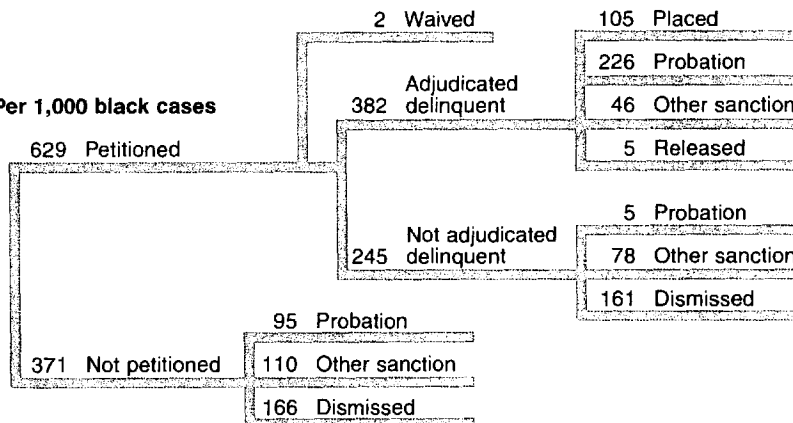 2 Waived
105 Placed
226 Probation
Per 1,000 black cases
382 Adjudicated
delinquent
46 Other sanction
629 Petitioned
5 Released
5 Probation
245 Not adjudicated
delinquent
78 Other sanction
161 Dismissed
95 Probation
371 Not petitioned
110 Other sanction
166 Dismissed